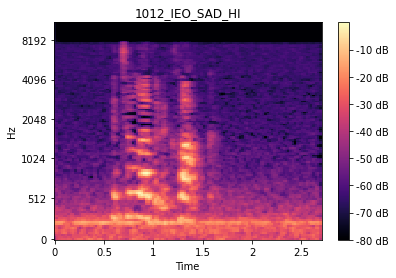 1012_IEO_SAD_HI
8192
4096
2048
1024
512
0
Hz
0
0.5
1
1.5
2
2.5
Time
-10 dB
-20 dB
-30 dB
-40 dB
-50 dB
-60 dB
-70 dB
-80 dB